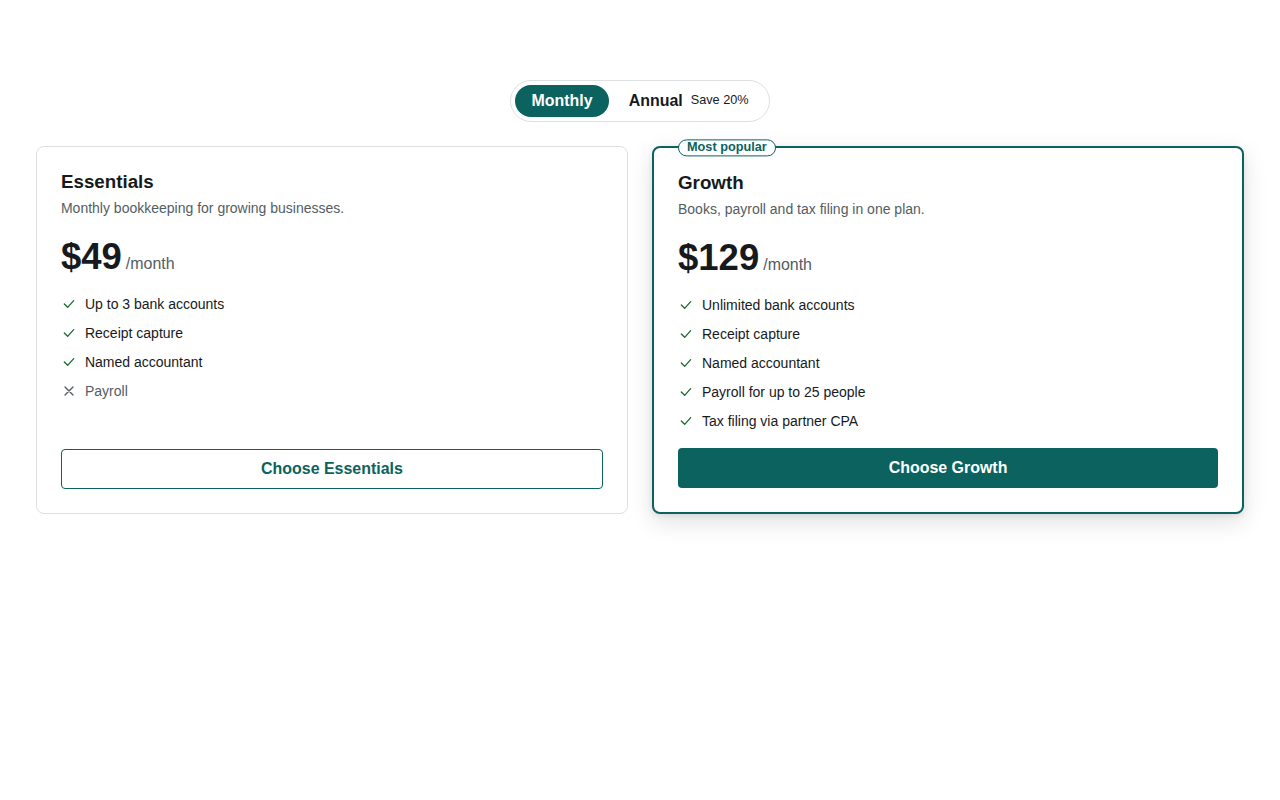 Monthly Annual Save 20%
Essentials
Monthly bookkeeping for growing businesses.
$49 /month
Up to 3 bank accounts
Receipt capture
Named accountant
Payroll
Choose Essentials
Most popular
Growth
Books, payroll and tax filing in one plan.
$129 /month
Unlimited bank accounts
Receipt capture
Named accountant
Payroll for up to 25 people
Tax filing via partner CPA
Choose Growth